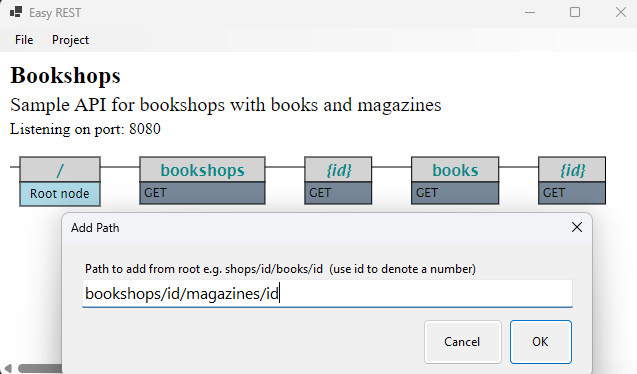 Easy REST
File Project
Bookshops
Sample API for bookshops with books and magazines
Listening on port: 8080
/ bookshops {id} books {id}
Root node GET GET GET GET
Add Path
Path to add from root e.g. shops/id/books/id (use id to denote a number)
bookshops/id/magazines/id
Cancel OK